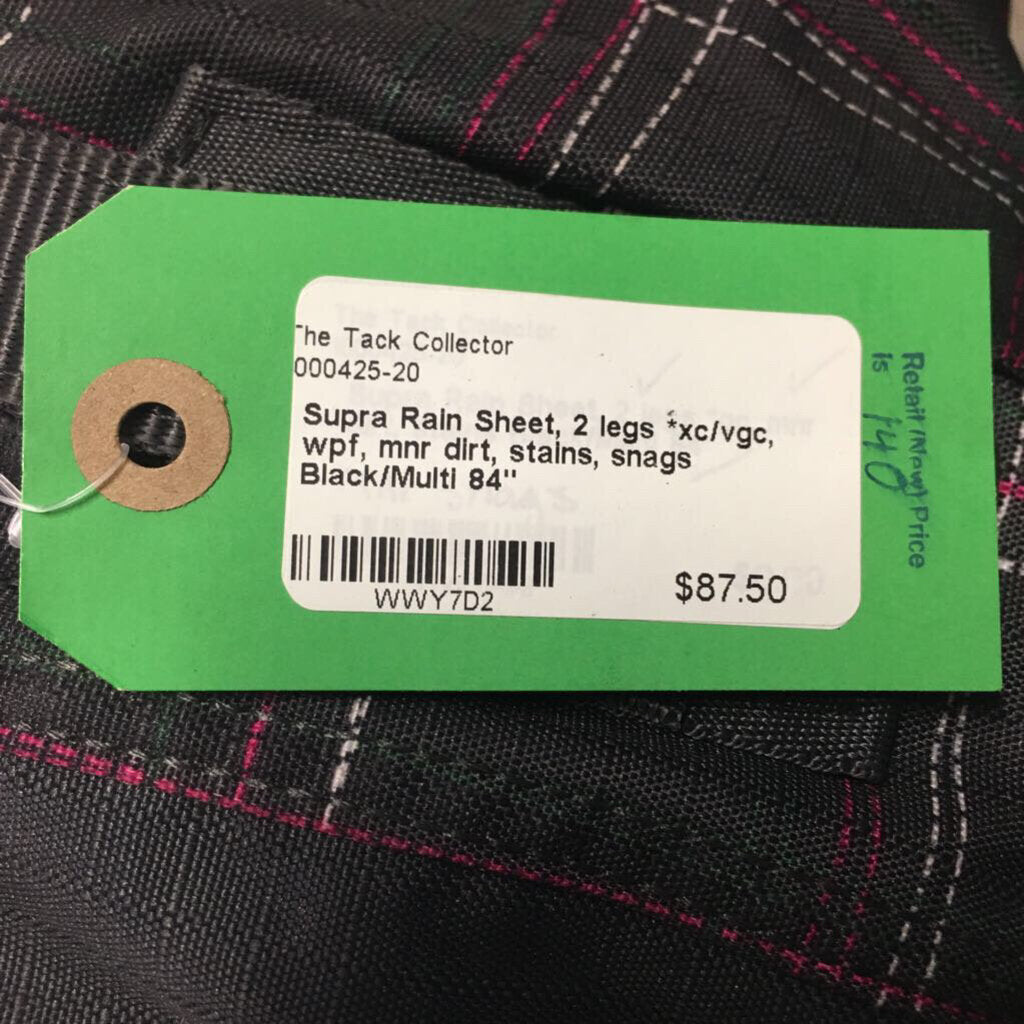 The Tack Collector
000425-20
Supra Rain Sheet, 2 legs *xc/vgc,
wpf, mnr dirt, stains, snags
Black/Multi 84"
WWY7D2
$87.50
Retail (New) Price
is 140